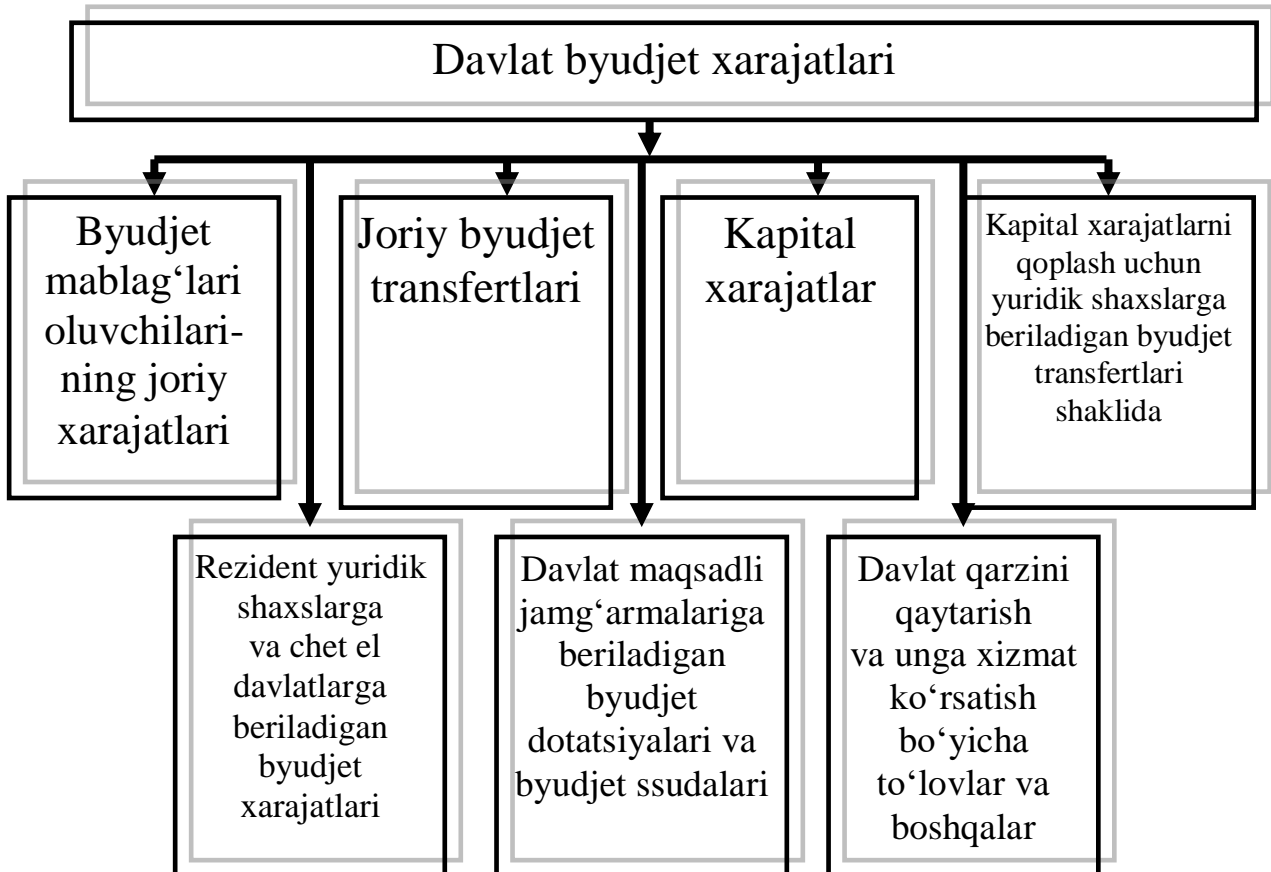 Davlat byudjet xarajatlari
Byudjet
mablag‘lari
oluvchilari-
ning joriy
xarajatlari
Joriy byudjet
transfertlari
Kapital
xarajatlar
Kapital xarajatlarni
qoplash uchun
yuridik shaxslarga
beriladigan byudjet
transfertlari
shaklida
Rezident yuridik
shaxslarga
va chet el
davlatlarga
beriladigan
byudjet
xarajatlari
Davlat maqsadli
jamg‘armalariga
beriladigan
byudjet
dotatsiyalari va
byudjet ssudalari
Davlat qarzini
qaytarish
va unga xizmat
ko‘rsatish
bo‘yicha
to‘lovlar va
boshqalar